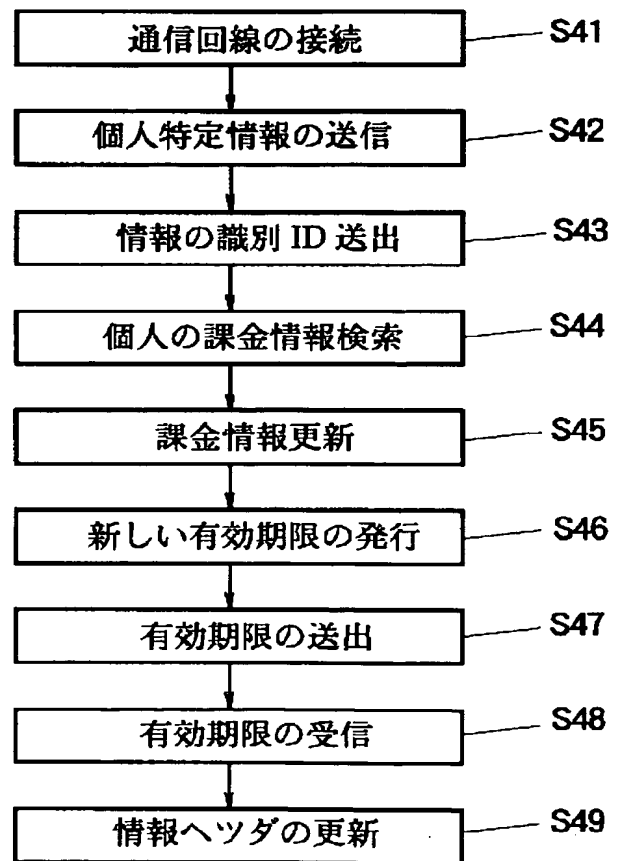 通信回線の接続 S41
個人特定情報の送信 S42
情報の識別 ID 送出 S43
個人の課金情報検索 S44
課金情報更新 S45
新しい有効期限の発行 S46
有効期限の送出 S47
有効期限の受信 S48
情報ヘツダの更新 S49